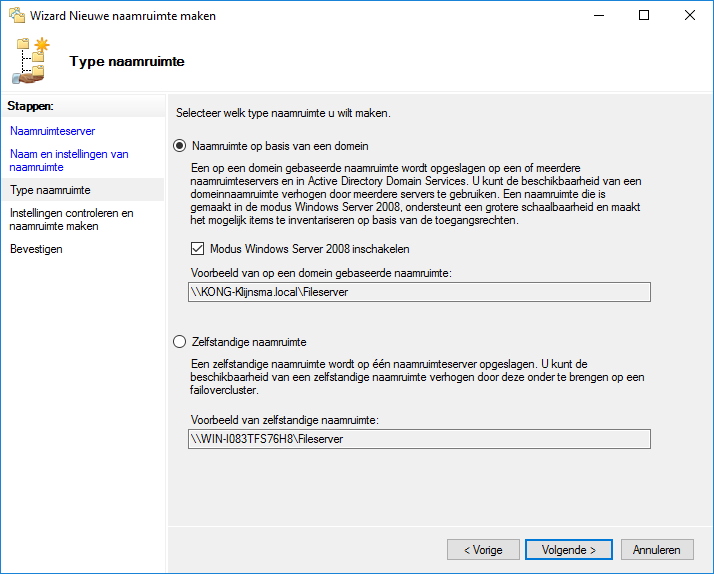 Wizard Nieuwe naamruimte maken
Type naamruimte
Stappen:
Naamruimteserver
Naam en instellingen van
naamruimte
Type naamruimte
Instellingen controleren en
naamruimte maken
Bevestigen
Selecteer welk type naamruimte u wilt maken.
Naamruimte op basis van een domein
Een op een domein gebaseerde naamruimte wordt opgeslagen op een of meerdere
naamruimteservers en in Active Directory Domain Services. U kunt de beschikbaarheid van een
domeinnaamruimte verhogen door meerdere servers te gebruiken. Een naamruimte die is
gemaakt in de modus Windows Server 2008, ondersteunt een grotere schaalbaarheid en maakt
het mogelijk items te inventariseren op basis van de toegangsrechten.
Modus Windows Server 2008 inschakelen
Voorbeeld van op een domein gebaseerde naamruimte:
\\KONG-Klijnsma.local\Fileserver
Zelfstandige naamruimte
Een zelfstandige naamruimte wordt op één naamruimteserver opgeslagen. U kunt de
beschikbaarheid van een zelfstandige naamruimte verhogen door deze onder te brengen op een
failovercluster.
Voorbeeld van zelfstandige naamruimte:
\\WIN-I083TFS76H8\Fileserver
< Vorige
Volgende >
Annuleren